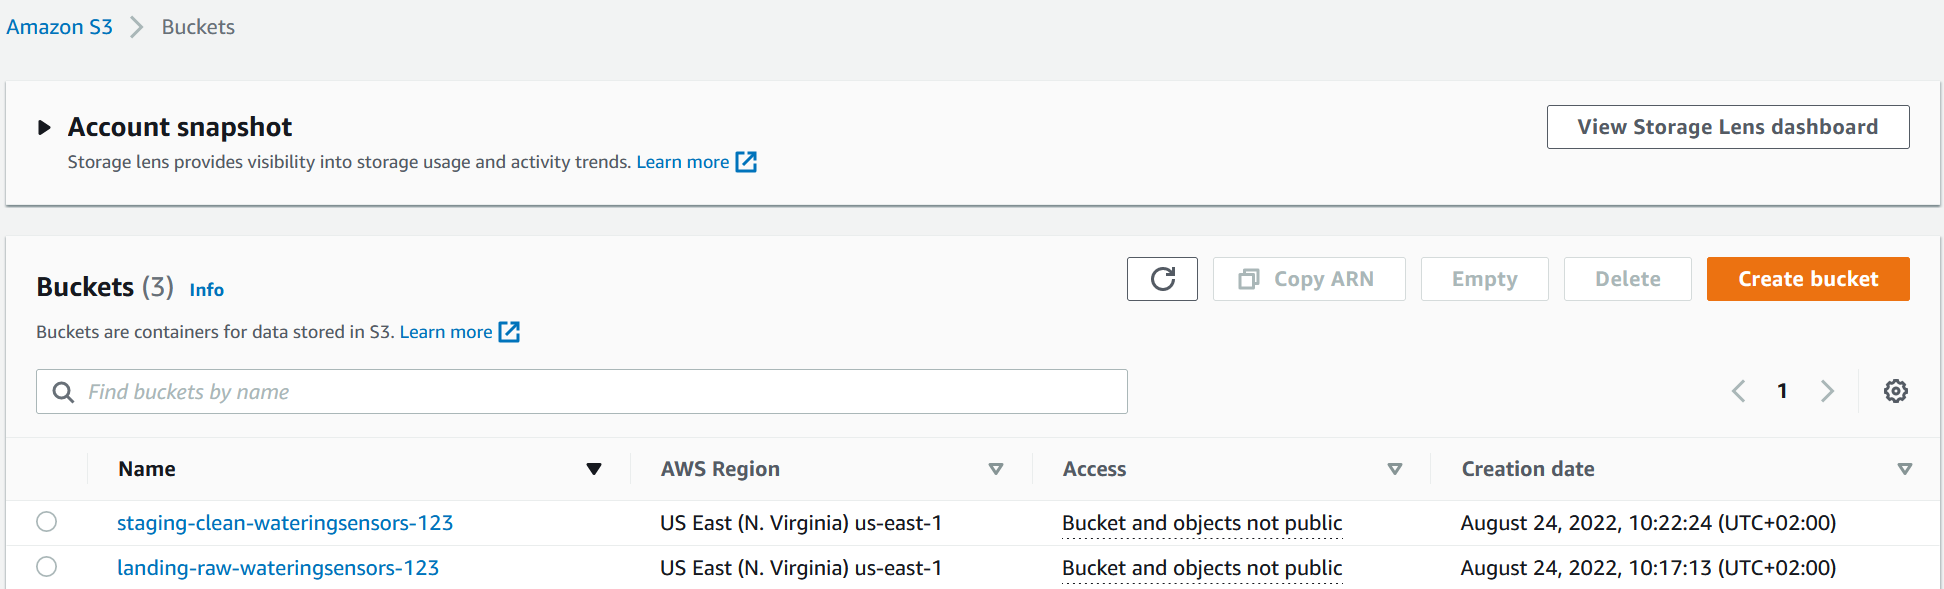 Amazon S3 Buckets
Account snapshot
View Storage Lens dashboard
Storage lens provides visibility into storage usage and activity trends. Learn more
Buckets (3) Info
Copy ARN Empty Delete Create bucket
Buckets are containers for data stored in S3. Learn more
Find buckets by name
1
Name AWS Region Access Creation date
staging-clean-wateringsensors-123 US East (N. Virginia) us-east-1 Bucket and objects not public August 24, 2022, 10:22:24 (UTC+02:00)
landing-raw-wateringsensors-123 US East (N. Virginia) us-east-1 Bucket and objects not public August 24, 2022, 10:17:13 (UTC+02:00)